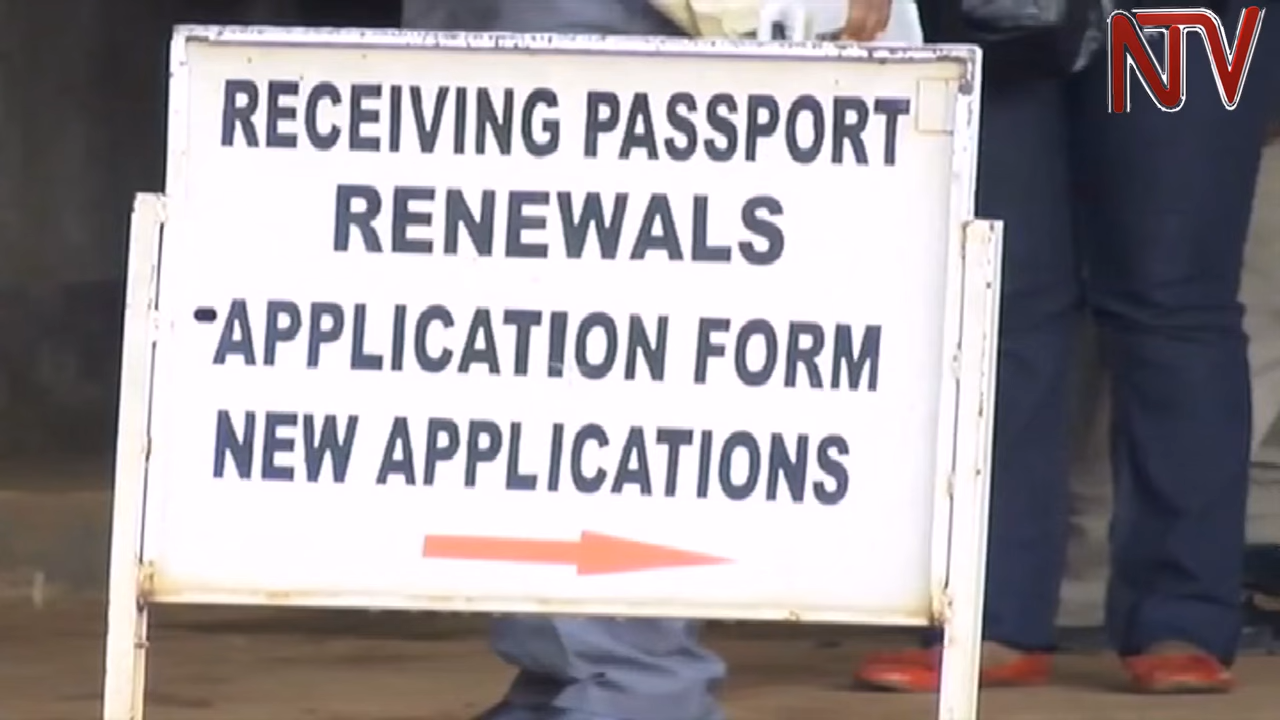 NTV
RECEIVING PASSPORT
RENEWALS
-APPLICATION FORM
NEW APPLICATIONS